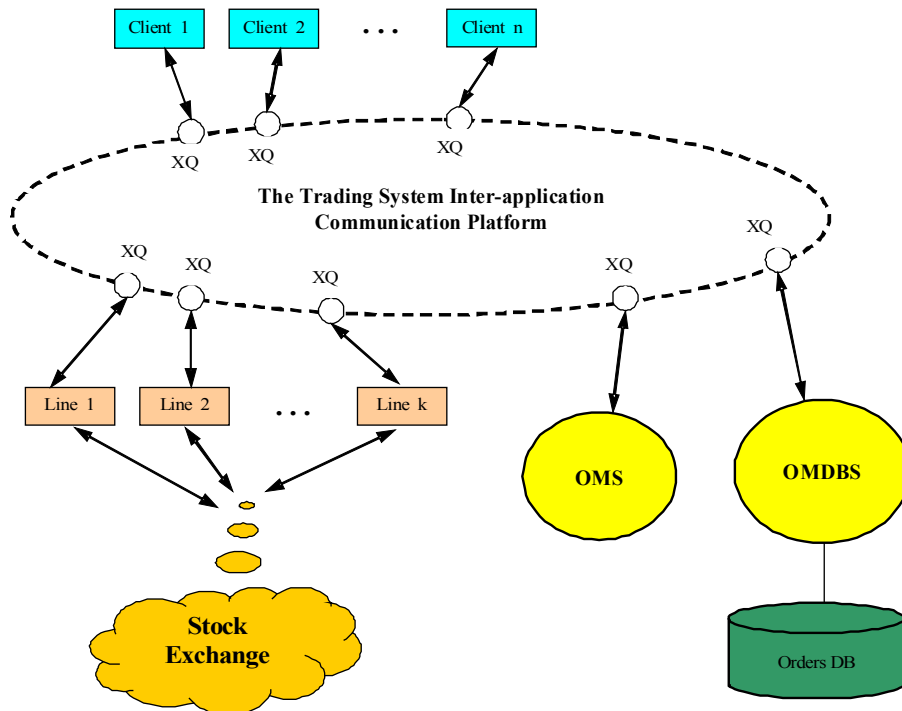 Client 1
Client 2
...
Client n
XQ
XQ
XQ
The Trading System Inter-application
Communication Platform
XQ
XQ
XQ
XQ
XQ
Line 1
Line 2
...
Line k
OMS
OMDBS
Stock
Exchange
Orders DB